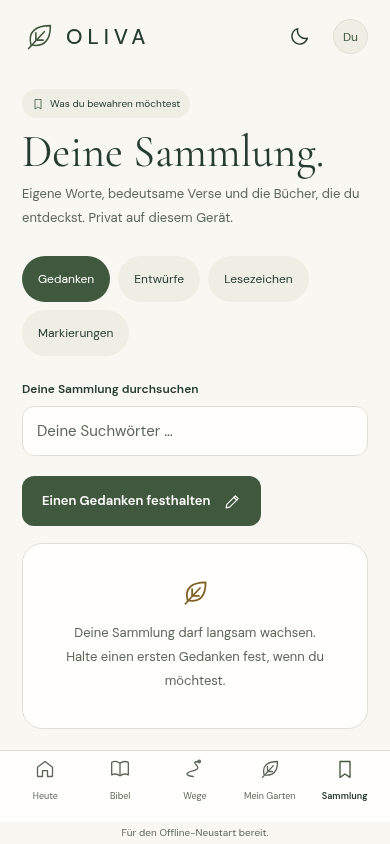 OLIVA
Du
Was du bewahren möchtest
Deine Sammlung.
Eigene Worte, bedeutsame Verse und die Bücher, die du
entdeckst. Privat auf diesem Gerät.
Gedanken
Entwürfe
Lesezeichen
Markierungen
Deine Sammlung durchsuchen
Deine Suchwörter ...
Einen Gedanken festhalten
Deine Sammlung darf langsam wachsen.
Halte einen ersten Gedanken fest, wenn du
möchtest.
Heute
Bibel
Wege
Mein Garten
Sammlung
Für den Offline-Neustart bereit.